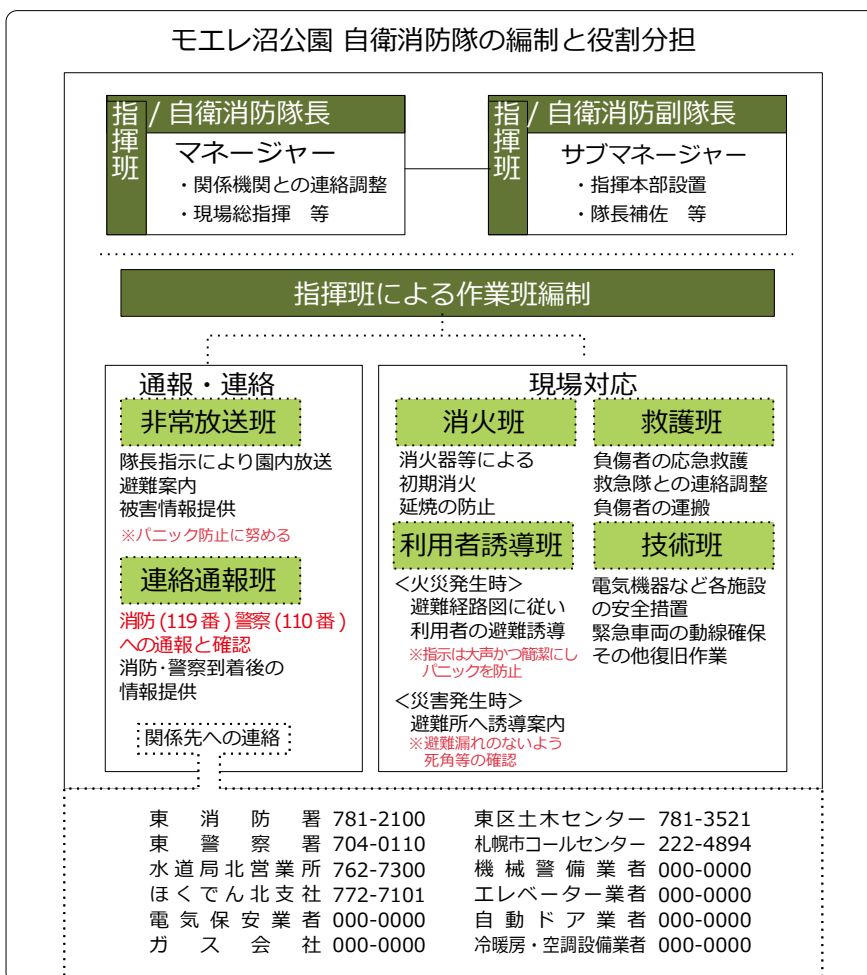 モエレ沼公園 自衛消防隊の編制と役割分担
指揮班 / 自衛消防隊長
マネージャー
・関係機関との連絡調整
・現場総指揮 等
指揮班 / 自衛消防副隊長
サブマネージャー
・指揮本部設置
・隊長補佐 等
指揮班による作業班編制
通報・連絡
非常放送班
隊長指示により園内放送
避難案内
被害情報提供
※パニック防止に努める
連絡通報班
消防(119番)警察(110番)
への通報と確認
消防･警察到着後の
情報提供
関係先への連絡
現場対応
消火班
消火器等による
初期消火
延焼の防止
救護班
負傷者の応急救護
救急隊との連絡調整
負傷者の運搬
利用者誘導班
<火災発生時>
避難経路図に従い
利用者の避難誘導
※指示は大声かつ簡潔にし
パニックを防止
<災害発生時>
避難所へ誘導案内
※避難漏れのないよう
死角等の確認
技術班
電気機器など各施設
の安全措置
緊急車両の動線確保
その他復旧作業
東消防署 781-2100
東警察署 704-0110
水道局北営業所 762-7300
ほくでん北支社 772-7101
電気保安業者 000-0000
ガス会社 000-0000
東区土木センター 781-3521
札幌市コールセンター 222-4894
機械警備業者 000-0000
エレベーター業者 000-0000
自動ドア業者 000-0000
冷暖房・空調設備業者 000-0000